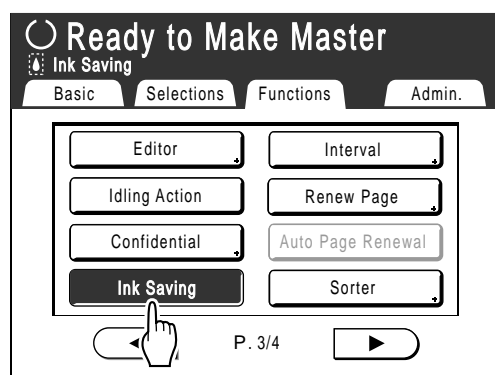 Ready to Make Master
Ink Saving
Basic Selections Functions Admin.
Editor Interval
Idling Action Renew Page
Confidential Auto Page Renewal
Ink Saving Sorter
P. 3/4